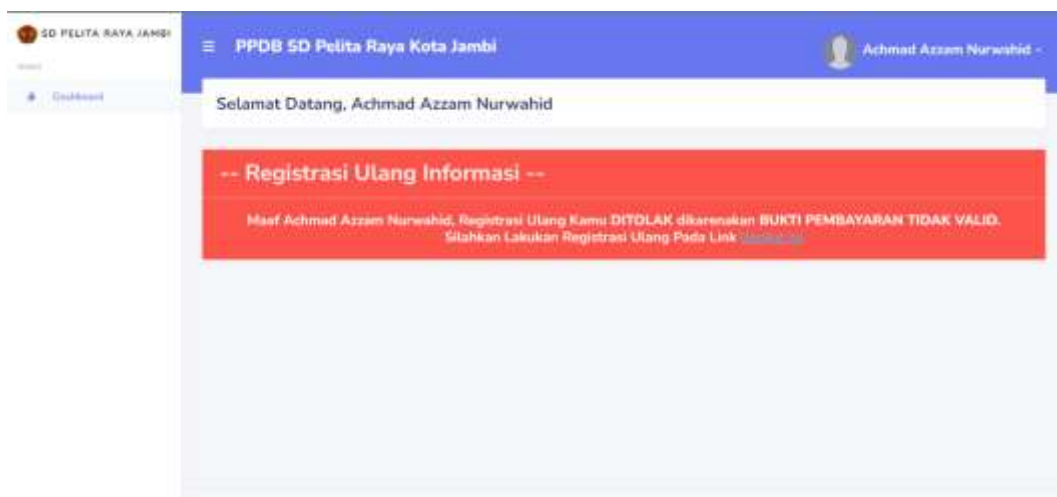 SD PELITA RAYA JAMBI
☰ PPDB SD Pelita Raya Kota Jambi
Achmad Azzam Nurwahid
Dashboard
Selamat Datang, Achmad Azzam Nurwahid
-- Registrasi Ulang Informasi --
Maaf Achmad Azzam Nurwahid, Registrasi Ulang Kamu DITOLAK dikarenakan BUKTI PEMBAYARAN TIDAK VALID.
Silahkan Lakukan Registrasi Ulang Pada Link